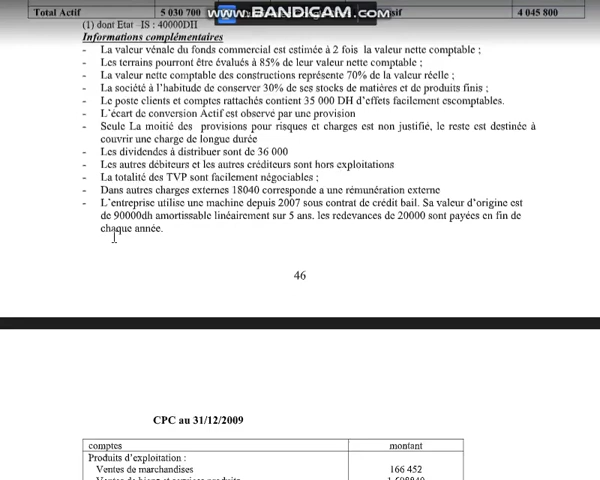 Total Actif 5 030 700 sif 4 045 800
www.BANDICAM.com
(1) dont Etat –IS : 40000DH
Informations complémentaires
- La valeur vénale du fonds commercial est estimée à 2 fois la valeur nette comptable ;
- Les terrains pourront être évalués à 85% de leur valeur nette comptable ;
- La valeur nette comptable des constructions représente 70% de la valeur réelle ;
- La société à l'habitude de conserver 30% de ses stocks de matières et de produits finis ;
- Le poste clients et comptes rattachés contient 35 000 DH d'effets facilement escomptables.
- L'écart de conversion Actif est observé par une provision
- Seule La moitié des provisions pour risques et charges est non justifié, le reste est destinée à
couvrir une charge de longue durée
- Les dividendes à distribuer sont de 36 000
- Les autres débiteurs et les autres créditeurs sont hors exploitations
- La totalité des TVP sont facilement négociables ;
- Dans autres charges externes 18040 corresponde a une rémunération externe
- L'entreprise utilise une machine depuis 2007 sous contrat de crédit bail. Sa valeur d'origine est
de 90000dh amortissable linéairement sur 5 ans. les redevances de 20000 sont payées en fin de
chaque année.
46
CPC au 31/12/2009
comptes montant
Produits d'exploitation :
Ventes de marchandises 166 452